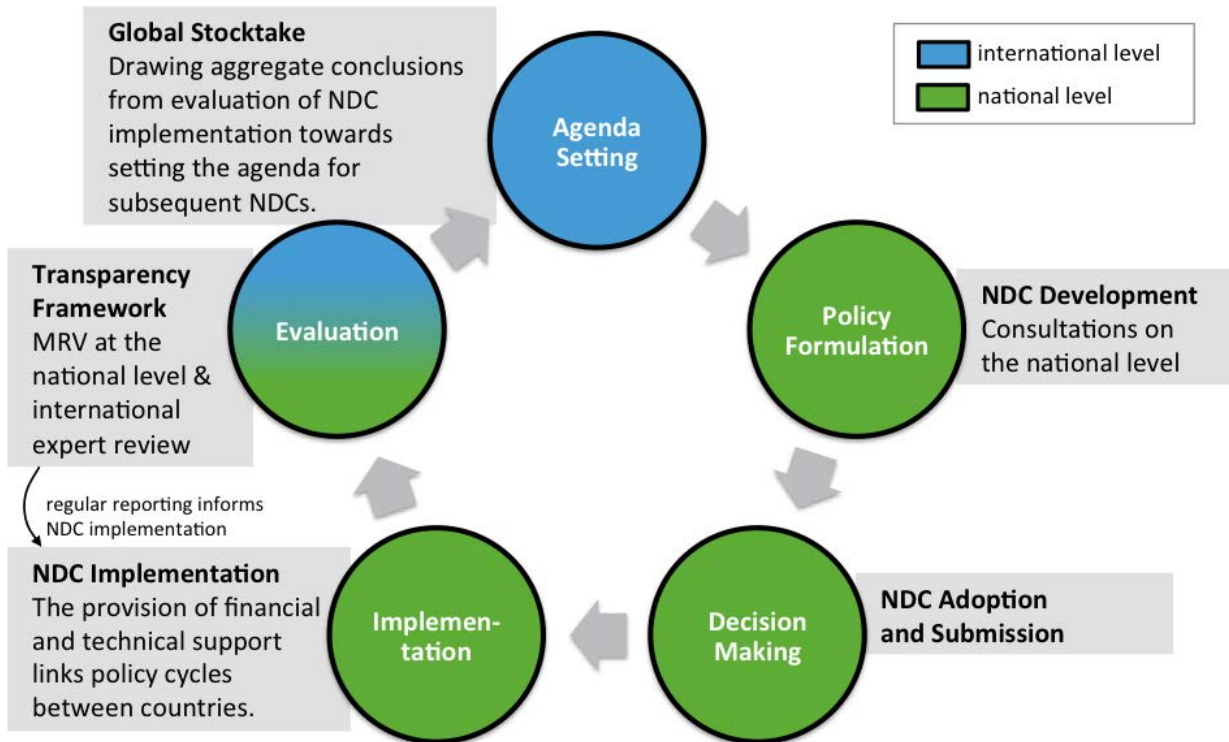 Global Stocktake
Drawing aggregate conclusions
from evaluation of NDC
implementation towards
setting the agenda for
subsequent NDCs.
Agenda
Setting
international level
national level
Transparency
Framework
MRV at the
national level &
international
expert review
Evaluation
Policy
Formulation
NDC Development
Consultations on
the national level
regular reporting informs
NDC implementation
NDC Implementation
The provision of financial
and technical support
links policy cycles
between countries.
Implemen-
tation
Decision
Making
NDC Adoption
and Submission